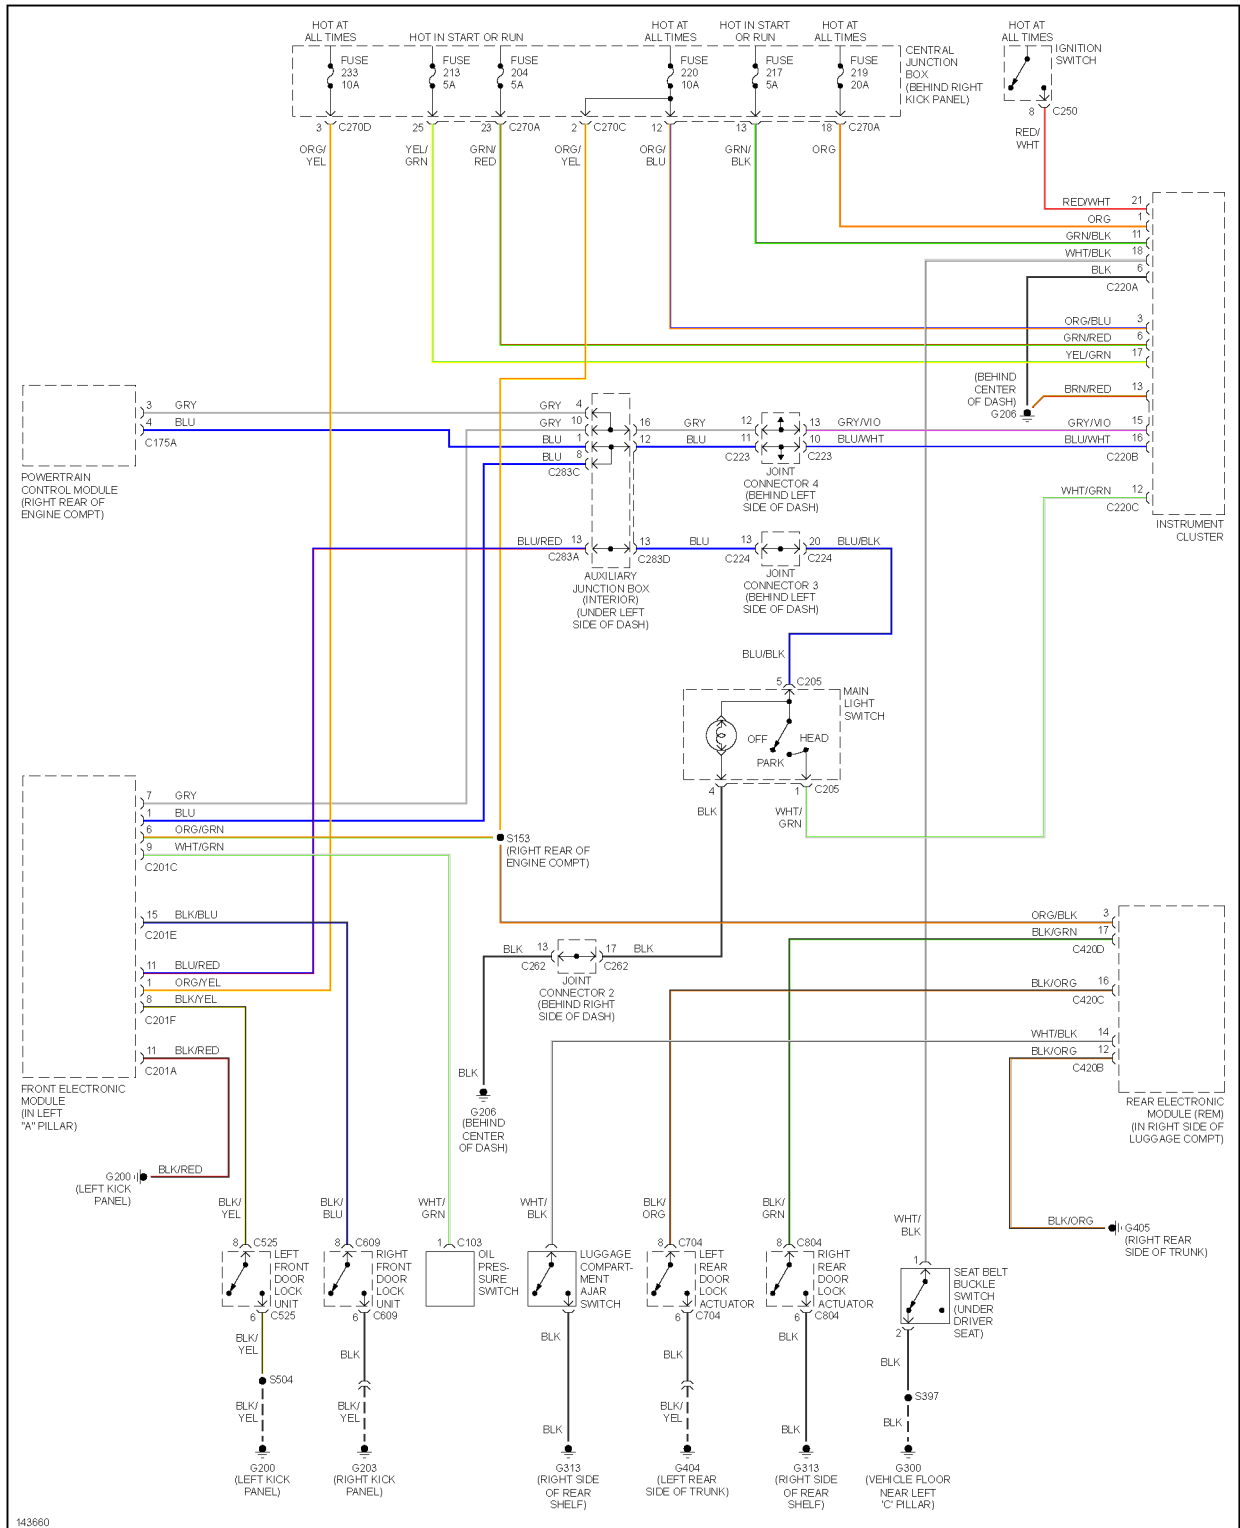 HOT AT
ALL TIMES
HOT IN START OR RUN
HOT AT
ALL TIMES
HOT IN START
OR RUN
HOT AT
ALL TIMES
HOT AT
ALL TIMES
FUSE
233
10A
FUSE
213
5A
FUSE
204
5A
FUSE
220
10A
FUSE
217
5A
FUSE
219
20A
CENTRAL
JUNCTION
BOX
(BEHIND RIGHT
KICK PANEL)
IGNITION
SWITCH
8 C250
RED/
WHT
3 C270D
25
23 C270A
2 C270C
12
13
18 C270A
ORG/
YEL
YEL/
GRN
GRN/
RED
ORG/
YEL
ORG/
BLU
GRN/
BLK
ORG
RED/WHT 21
ORG 1
GRN/BLK 11
WHT/BLK 18
BLK 6
C220A
ORG/BLU 3
GRN/RED 6
YEL/GRN 17
(BEHIND
CENTER
OF DASH)
G206
BRN/RED 13
GRY/VIO 15
BLU/WHT 16
C220B
WHT/GRN 12
C220C
INSTRUMENT
CLUSTER
3 GRY
4 BLU
C175A
POWERTRAIN
CONTROL MODULE
(RIGHT REAR OF
ENGINE COMPT)
GRY 4
GRY 10
BLU 1
BLU 8
C283C
16 GRY 12
12 BLU 11
C223
13 GRY/VIO
10 BLU/WHT
C223
JOINT
CONNECTOR 4
(BEHIND LEFT
SIDE OF DASH)
BLU/RED 13
C283A
13 BLU 13
C283D
C224
20 BLU/BLK
C224
JOINT
CONNECTOR 3
(BEHIND LEFT
SIDE OF DASH)
AUXILIARY
JUNCTION BOX
(INTERIOR)
(UNDER LEFT
SIDE OF DASH)
BLU/BLK
5 C205
MAIN
LIGHT
SWITCH
OFF
HEAD
PARK
4
1 C205
BLK
WHT/
GRN
7 GRY
1 BLU
6 ORG/GRN
9 WHT/GRN
C201C
S153
(RIGHT REAR OF
ENGINE COMPT)
15 BLK/BLU
C201E
11 BLU/RED
1 ORG/YEL
8 BLK/YEL
C201F
11 BLK/RED
C201A
FRONT ELECTRONIC
MODULE
(IN LEFT
"A" PILLAR)
BLK 13
C262
17 BLK
C262
JOINT
CONNECTOR 2
(BEHIND RIGHT
SIDE OF DASH)
BLK
G206
(BEHIND
CENTER
OF DASH)
ORG/BLK 3
BLK/GRN 17
C420D
BLK/ORG 16
C420C
WHT/BLK 14
BLK/ORG 12
C420B
REAR ELECTRONIC
MODULE (REM)
(IN RIGHT SIDE OF
LUGGAGE COMPT)
G200
(LEFT KICK
PANEL)
BLK/RED
BLK/ORG
G405
(RIGHT REAR
SIDE OF TRUNK)
BLK/
YEL
BLK/
BLU
WHT/
GRN
WHT/
BLK
BLK/
ORG
BLK/
GRN
WHT/
BLK
8 C525
LEFT
FRONT
DOOR
LOCK
UNIT
6 C525
8 C609
RIGHT
FRONT
DOOR
LOCK
UNIT
6 C609
1 C103
OIL
PRES-
SURE
SWITCH
LUGGAGE
COMPART-
MENT
AJAR
SWITCH
8 C704
LEFT
REAR
DOOR
LOCK
ACTUATOR
6 C704
8 C804
RIGHT
REAR
DOOR
LOCK
ACTUATOR
6 C804
1
SEAT BELT
BUCKLE
SWITCH
(UNDER
DRIVER
SEAT)
2
BLK/
YEL
S504
BLK/
YEL
G200
(LEFT KICK
PANEL)
BLK
BLK/
YEL
G203
(RIGHT KICK
PANEL)
BLK
BLK
G313
(RIGHT SIDE
OF REAR
SHELF)
BLK
BLK/
YEL
G404
(LEFT REAR
SIDE OF TRUNK)
BLK
BLK
G313
(RIGHT SIDE
OF REAR
SHELF)
BLK
S397
BLK
G300
(VEHICLE FLOOR
NEAR LEFT
'C' PILLAR)
143660